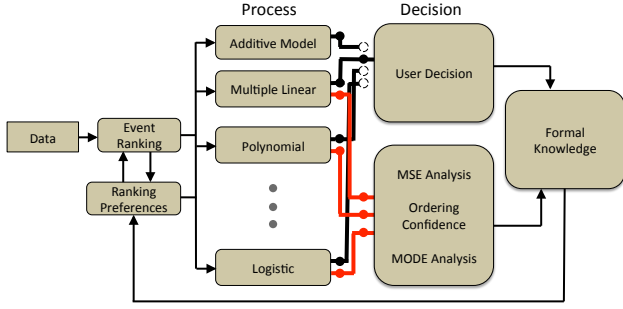 Process
Decision
Additive Model
Multiple Linear
User Decision
Data
Event
Ranking
Polynomial
Formal
Knowledge
Ranking
Preferences
MSE Analysis
Ordering
Confidence
MODE Analysis
Logistic